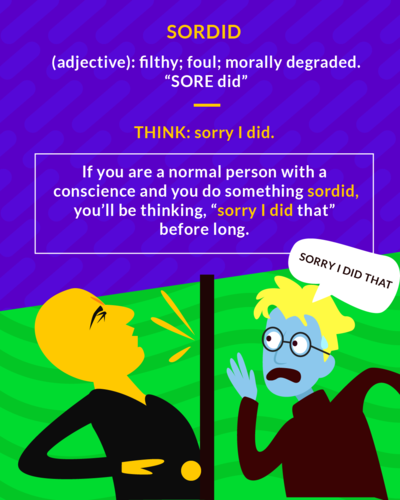 SORDID
(adjective): filthy; foul; morally degraded.
“SORE did”
THINK: sorry I did.
If you are a normal person with a
conscience and you do something sordid,
you’ll be thinking, “sorry I did that”
before long.
SORRY I DID THAT